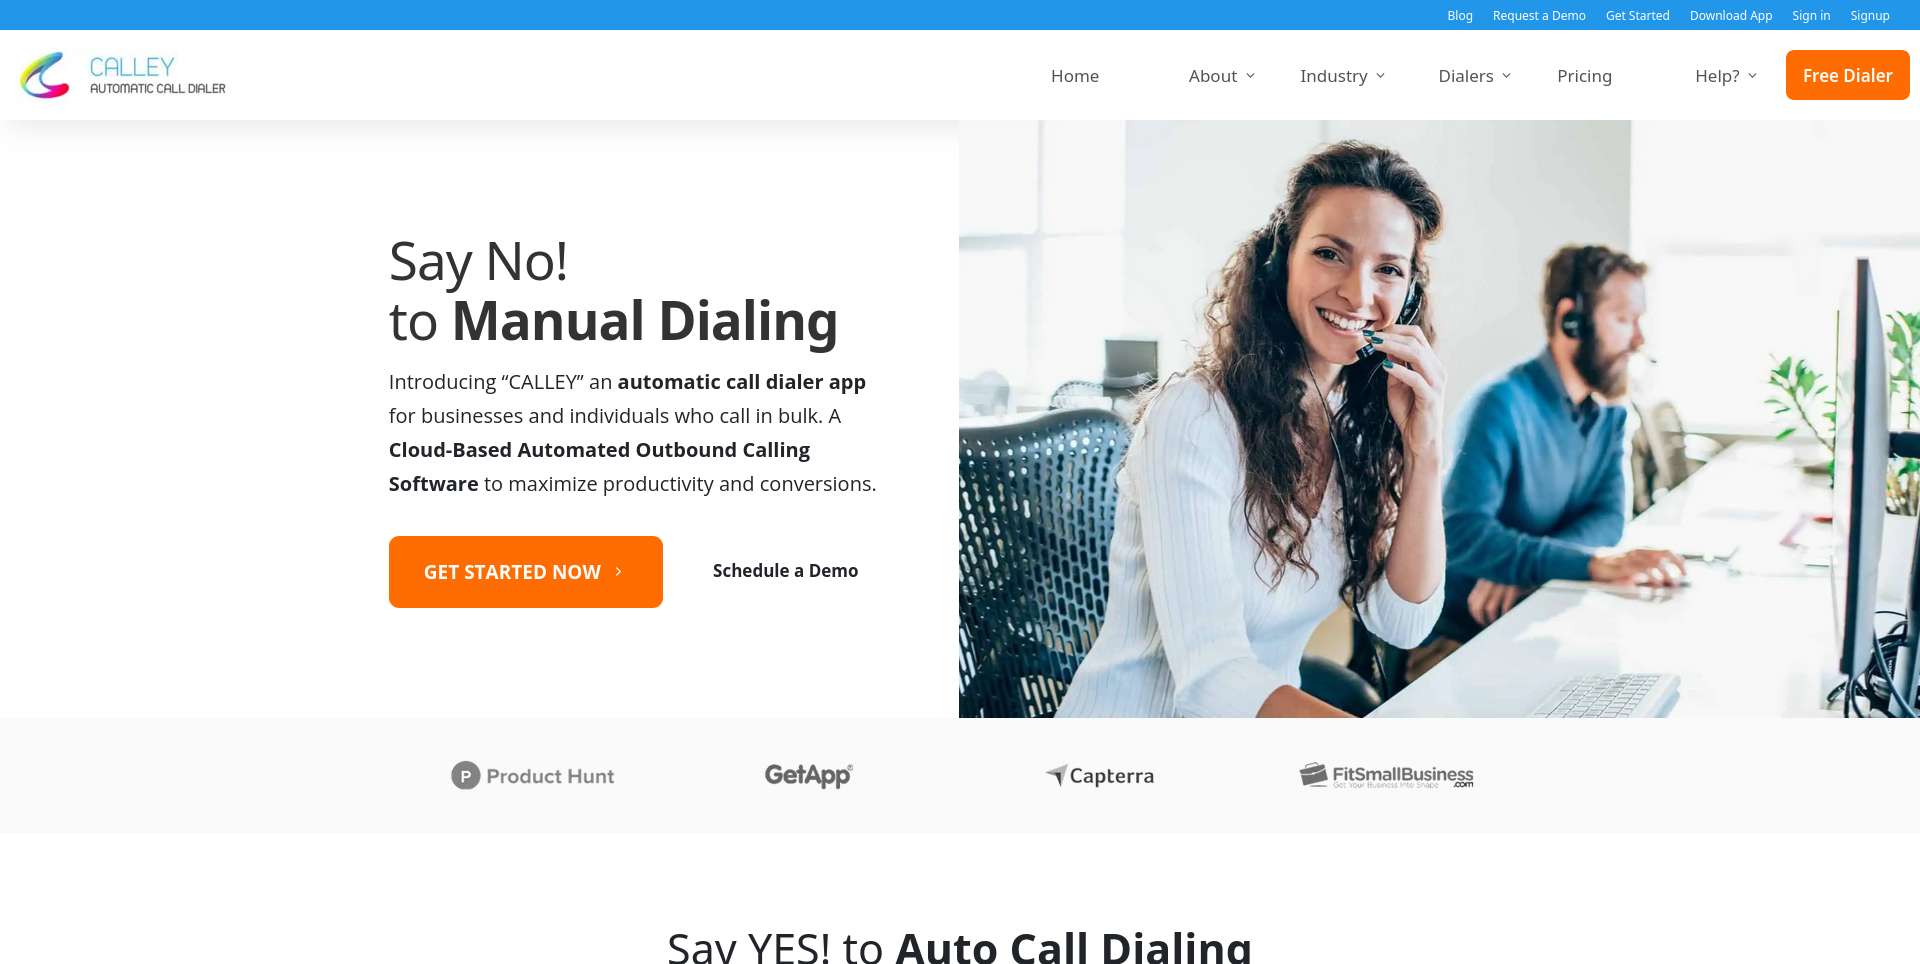 Blog Request a Demo Get Started Download App Sign in Signup
CALLEY
AUTOMATIC CALL DIALER
Home About Industry Dialers Pricing Help? Free Dialer
Say No!
to Manual Dialing
Introducing “CALLEY” an automatic call dialer app
for businesses and individuals who call in bulk. A
Cloud-Based Automated Outbound Calling
Software to maximize productivity and conversions.
GET STARTED NOW Schedule a Demo
P Product Hunt GetApp® Capterra FitSmallBusiness
Get Your Business Into Shape .com
Say YES! to Auto Call Dialing